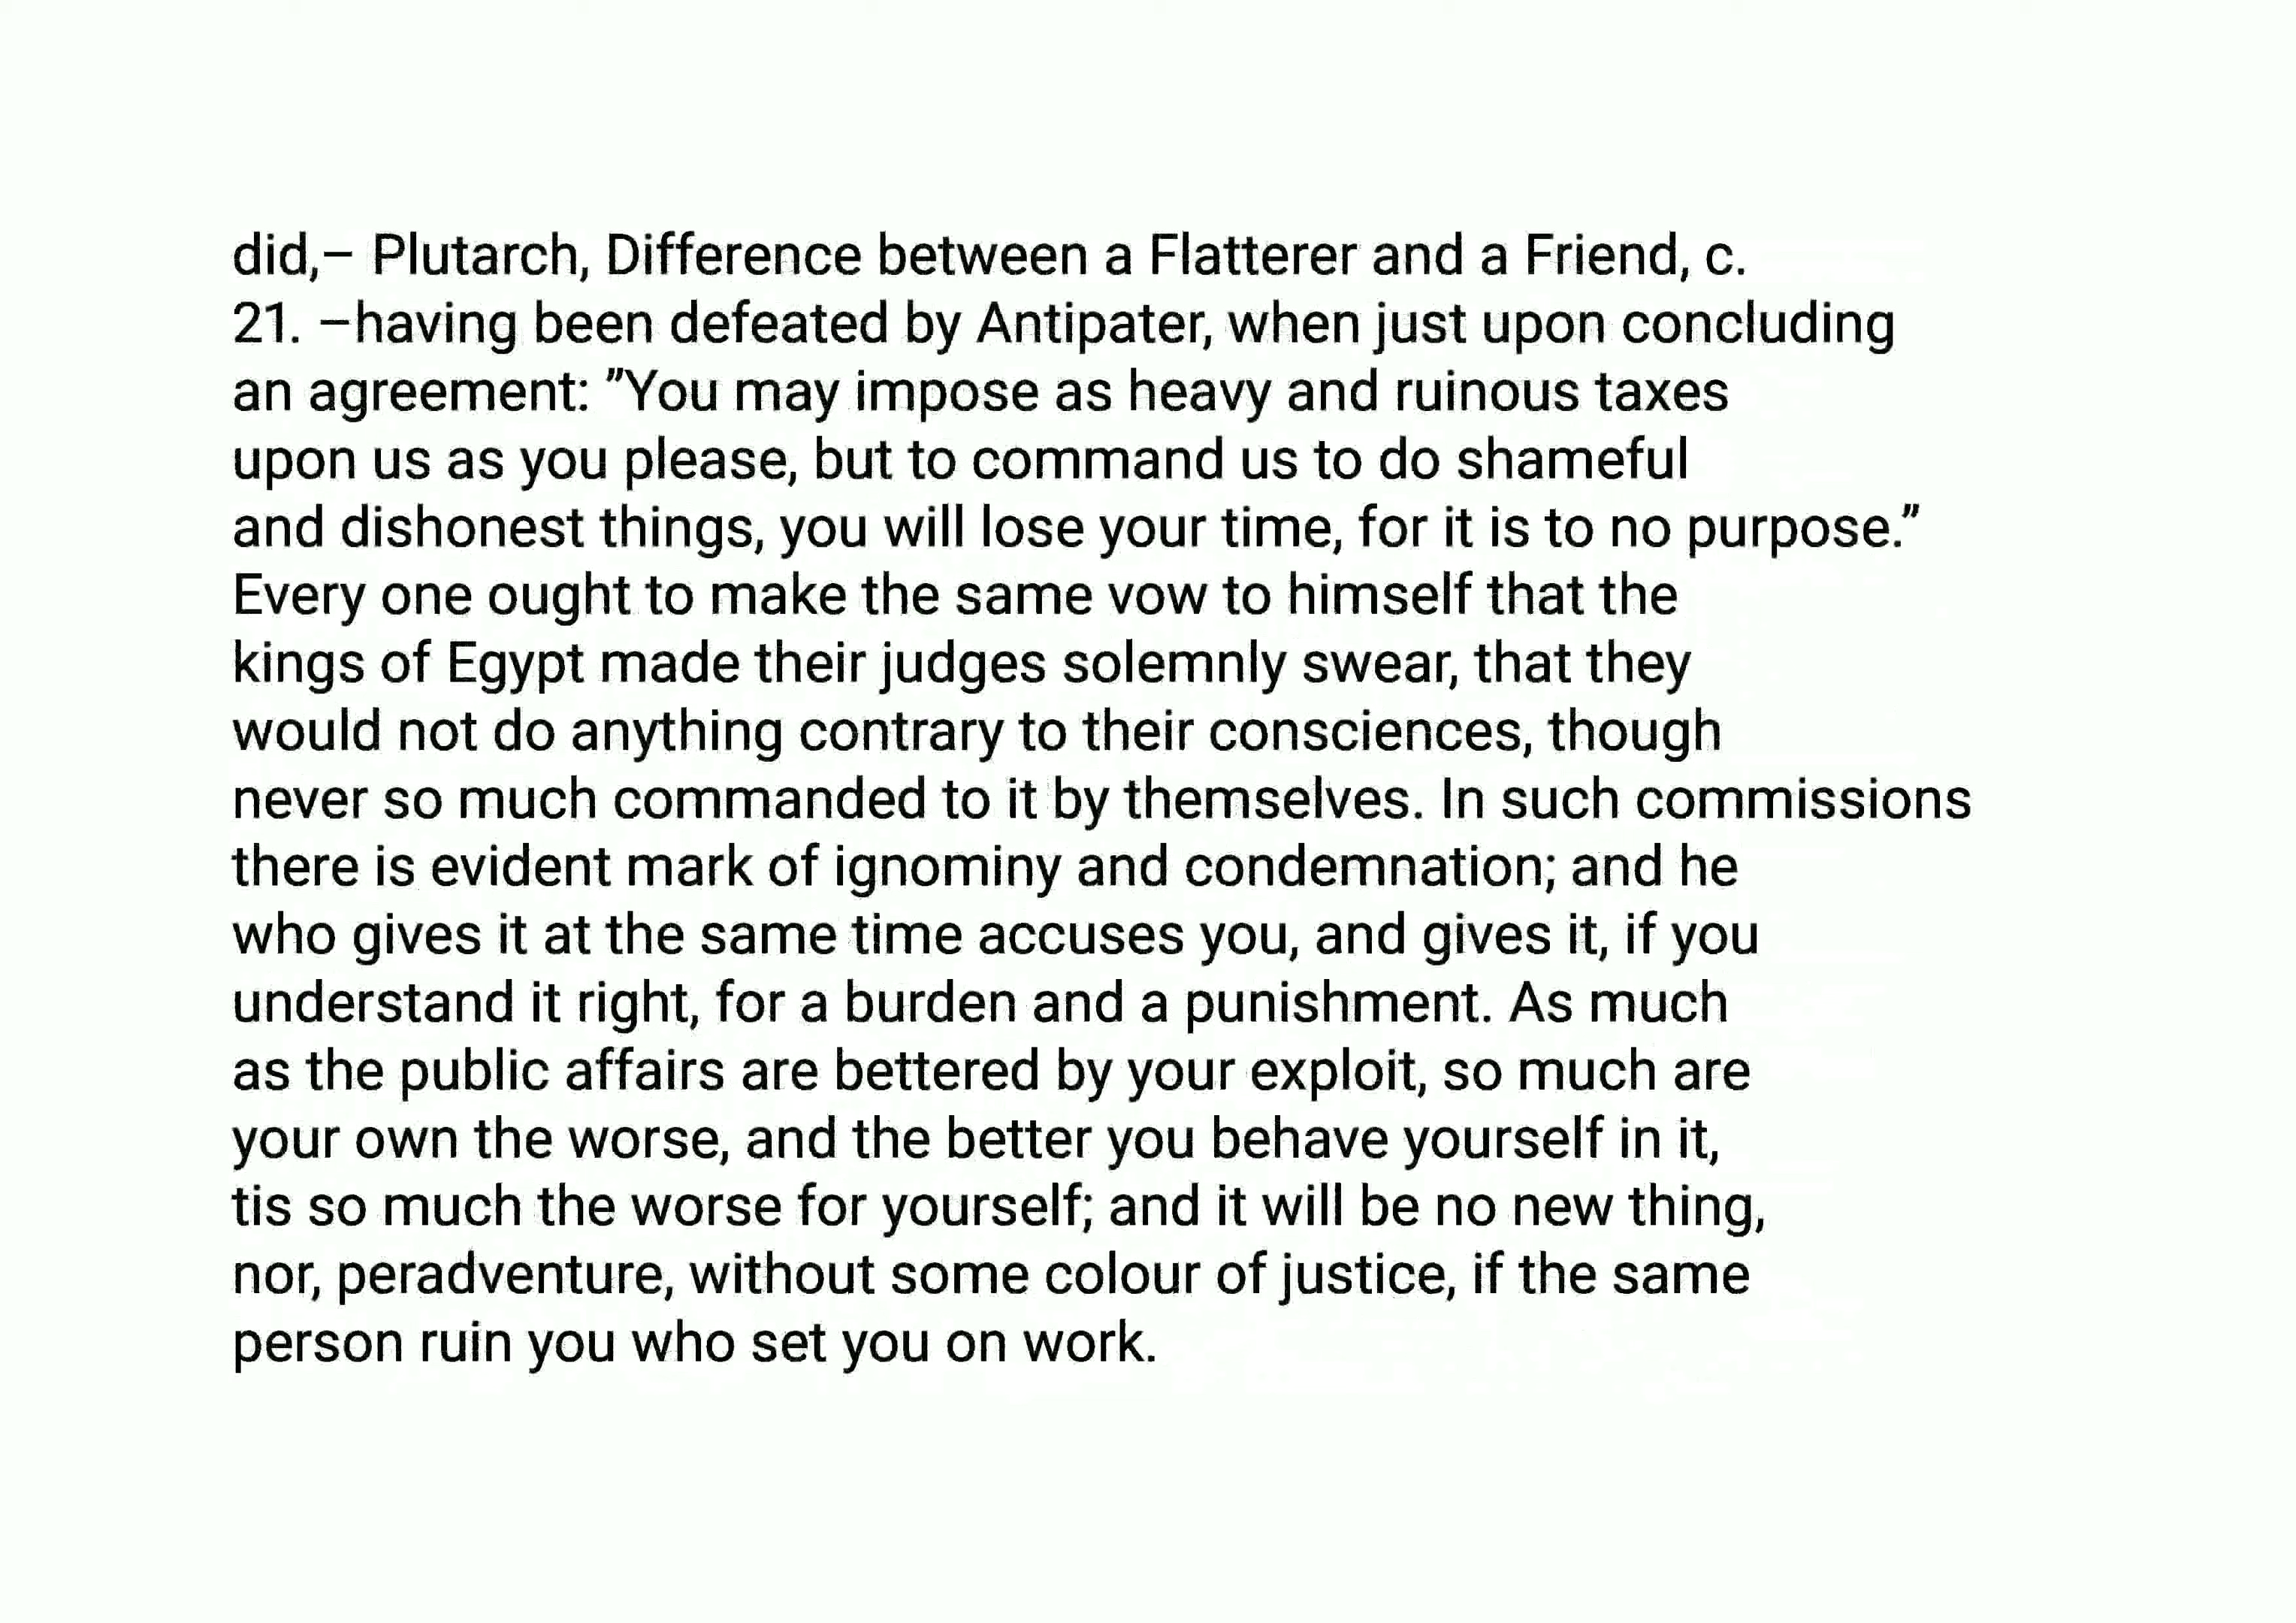 did,– Plutarch, Difference between a Flatterer and a Friend, c.
21. –having been defeated by Antipater, when just upon concluding
an agreement: "You may impose as heavy and ruinous taxes
upon us as you please, but to command us to do shameful
and dishonest things, you will lose your time, for it is to no purpose."
Every one ought to make the same vow to himself that the
kings of Egypt made their judges solemnly swear, that they
would not do anything contrary to their consciences, though
never so much commanded to it by themselves. In such commissions
there is evident mark of ignominy and condemnation; and he
who gives it at the same time accuses you, and gives it, if you
understand it right, for a burden and a punishment. As much
as the public affairs are bettered by your exploit, so much are
your own the worse, and the better you behave yourself in it,
tis so much the worse for yourself; and it will be no new thing,
nor, peradventure, without some colour of justice, if the same
person ruin you who set you on work.